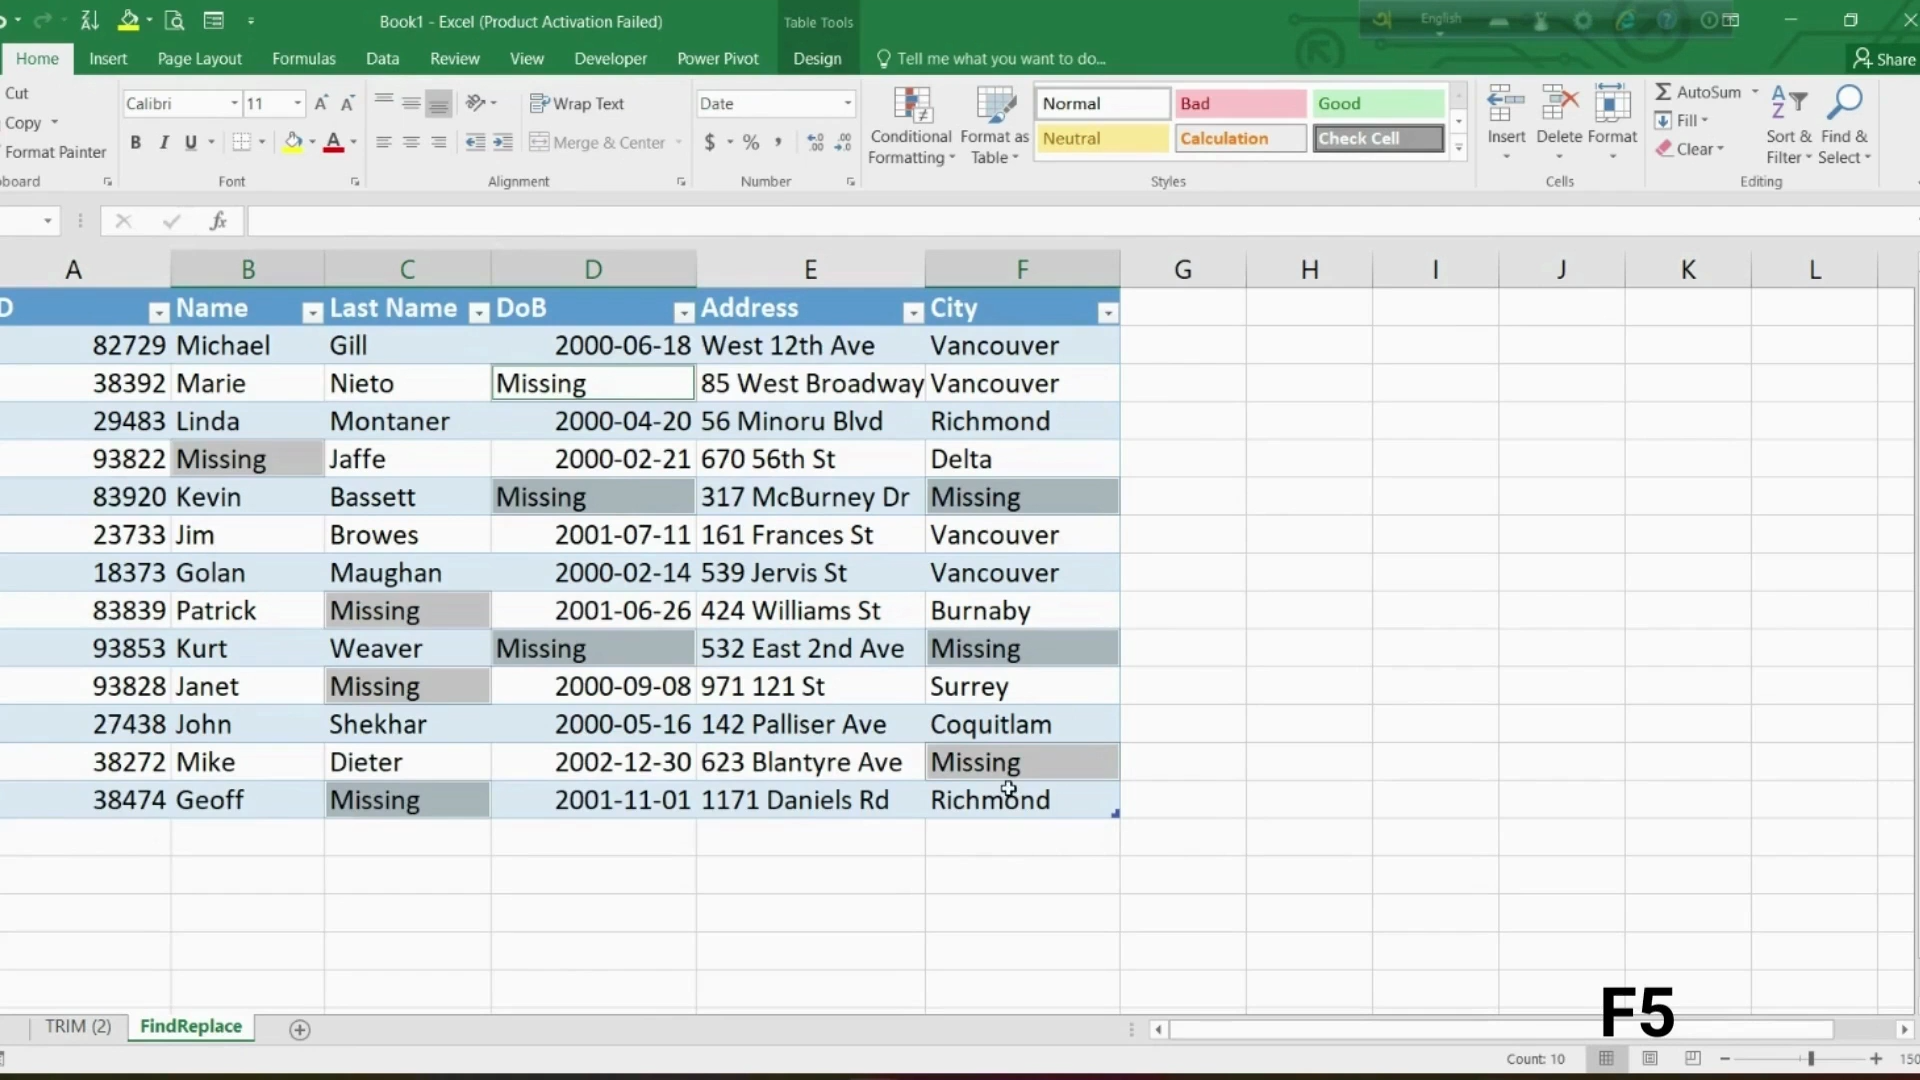 Book1 - Excel (Product Activation Failed)
Table Tools
English
Home Insert Page Layout Formulas Data Review View Developer Power Pivot Design Tell me what you want to do... Share
Cut
Copy
Format Painter
Calibri 11
B I U
Wrap Text
Merge & Center
Date
$ % ,
Conditional Formatting
Format as Table
Normal Bad Good
Neutral Calculation Check Cell
Insert Delete Format
AutoSum
Fill
Clear
Sort & Filter
Find & Select
board Font Alignment Number Styles Cells Editing
fx
A B C D E F G H I J K L
D Name Last Name DoB Address City
82729 Michael Gill 2000-06-18 West 12th Ave Vancouver
38392 Marie Nieto Missing 85 West Broadway Vancouver
29483 Linda Montaner 2000-04-20 56 Minoru Blvd Richmond
93822 Missing Jaffe 2000-02-21 670 56th St Delta
83920 Kevin Bassett Missing 317 McBurney Dr Missing
23733 Jim Browes 2001-07-11 161 Frances St Vancouver
18373 Golan Maughan 2000-02-14 539 Jervis St Vancouver
83839 Patrick Missing 2001-06-26 424 Williams St Burnaby
93853 Kurt Weaver Missing 532 East 2nd Ave Missing
93828 Janet Missing 2000-09-08 971 121 St Surrey
27438 John Shekhar 2000-05-16 142 Palliser Ave Coquitlam
38272 Mike Dieter 2002-12-30 623 Blantyre Ave Missing
38474 Geoff Missing 2001-11-01 1171 Daniels Rd Richmond
F5
TRIM (2) FindReplace
Count: 10
150